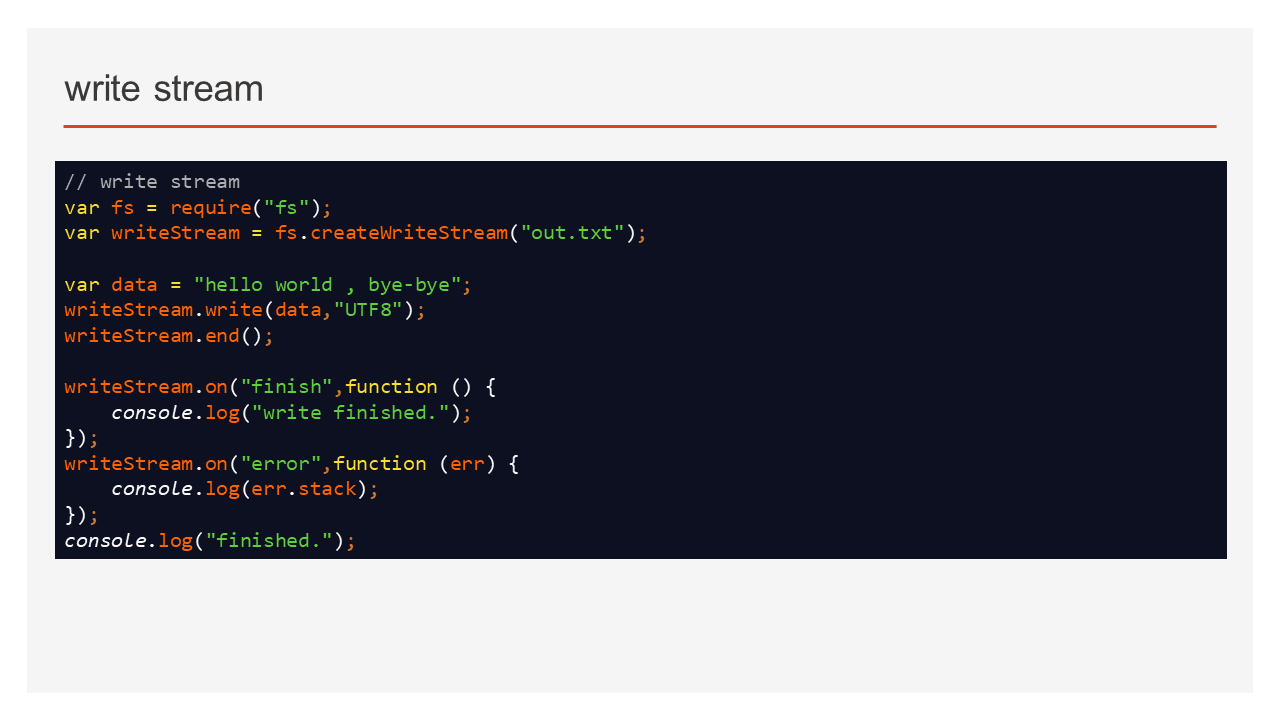 write stream
// write stream
var fs = require("fs");
var writeStream = fs.createWriteStream("out.txt");
var data = "hello world , bye-bye";
writeStream.write(data,"UTF8");
writeStream.end();
writeStream.on("finish",function () {
    console.log("write finished.");
});
writeStream.on("error",function (err) {
    console.log(err.stack);
});
console.log("finished.");